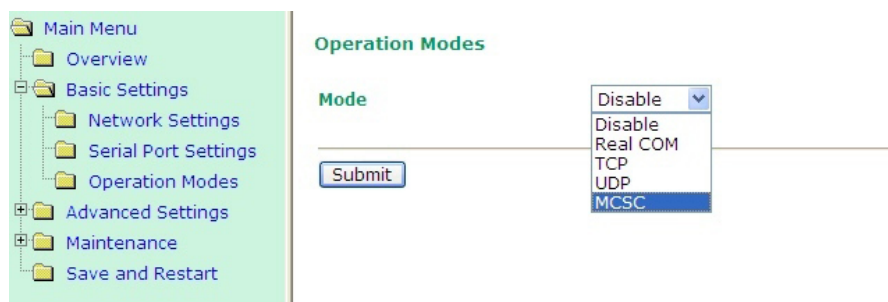 Main Menu
Overview
Basic Settings
Network Settings
Serial Port Settings
Operation Modes
Advanced Settings
Maintenance
Save and Restart
Operation Modes
Mode
Disable
Disable
Real COM
TCP
UDP
MCSC
Submit